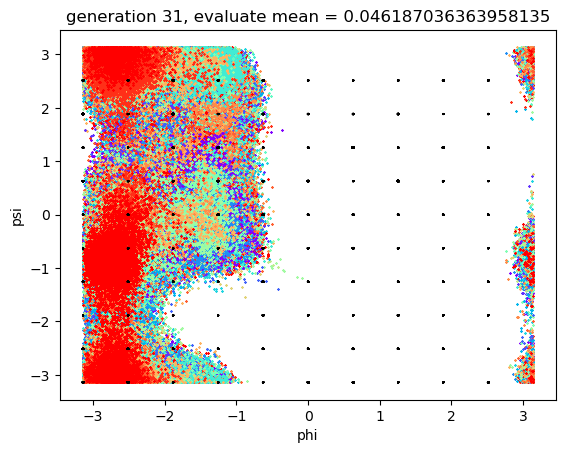 generation 31, evaluate mean = 0.046187036363958135
3
2
1
0
−1
−2
−3
psi
−3 −2 −1 0 1 2 3
phi